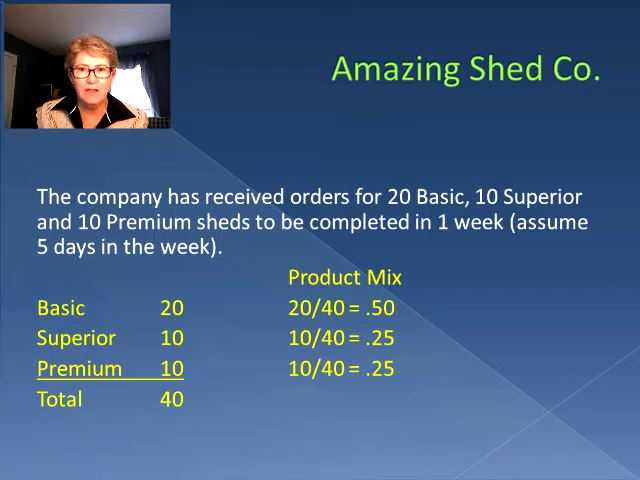 Amazing Shed Co.
The company has received orders for 20 Basic, 10 Superior
and 10 Premium sheds to be completed in 1 week (assume
5 days in the week).
Product Mix
Basic 20 20/40 = .50
Superior 10 10/40 = .25
Premium 10 10/40 = .25
Total 40